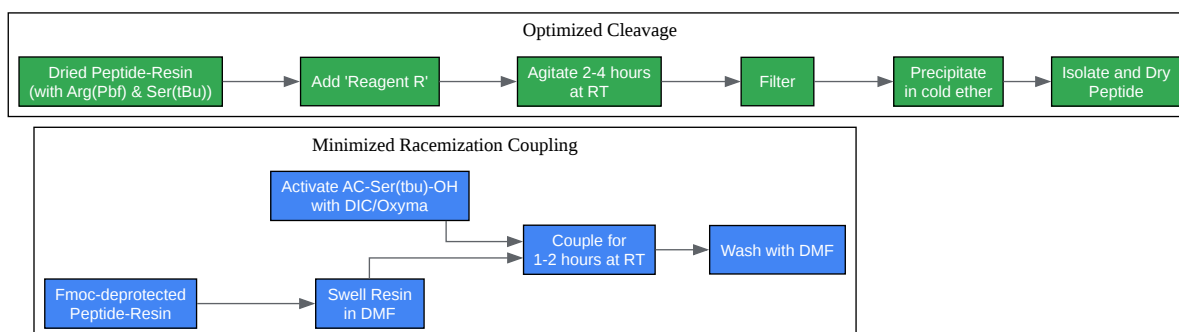 Optimized Cleavage
Dried Peptide-Resin
(with Arg(Pbf) & Ser(tBu))
Add 'Reagent R'
Agitate 2-4 hours
at RT
Filter
Precipitate
in cold ether
Isolate and Dry
Peptide
Minimized Racemization Coupling
Activate AC-Ser(tbu)-OH
with DIC/Oxyma
Fmoc-deprotected
Peptide-Resin
Swell Resin
in DMF
Couple for
1-2 hours at RT
Wash with DMF